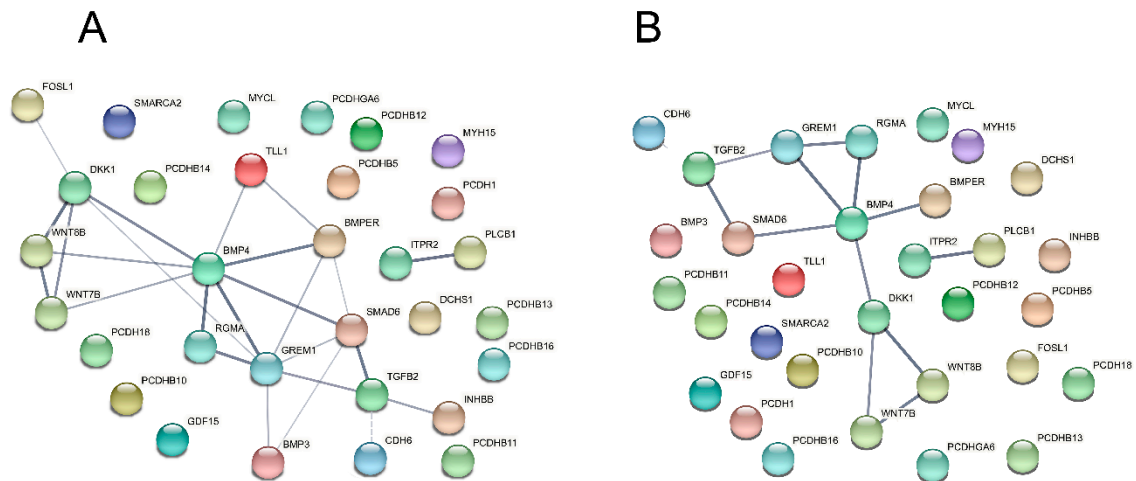 A
B
FOSL1
SMARCA2
MYCL
PCDHGA6
PCDHB12
MYH15
TLL1
PCDHB5
PCDH1
DKK1
PCDHB14
BMPER
WNT8B
BMP4
ITPR2
PLCB1
WNT7B
DCHS1
PCDHB13
PCDH18
RGMA
GREM1
SMAD6
PCDHB16
PCDHB10
TGFB2
INHBB
GDF15
BMP3
CDH6
PCDHB11
CDH6
GREM1
RGMA
MYCL
MYH15
TGFB2
DCHS1
BMPER
BMP3
SMAD6
BMP4
ITPR2
PLCB1
INHBB
PCDHB11
TLL1
PCDHB14
DKK1
PCDHB12
PCDHB5
SMARCA2
PCDHB10
WNT8B
FOSL1
PCDH18
GDF15
PCDH1
WNT7B
PCDHB16
PCDHGA6
PCDHB13